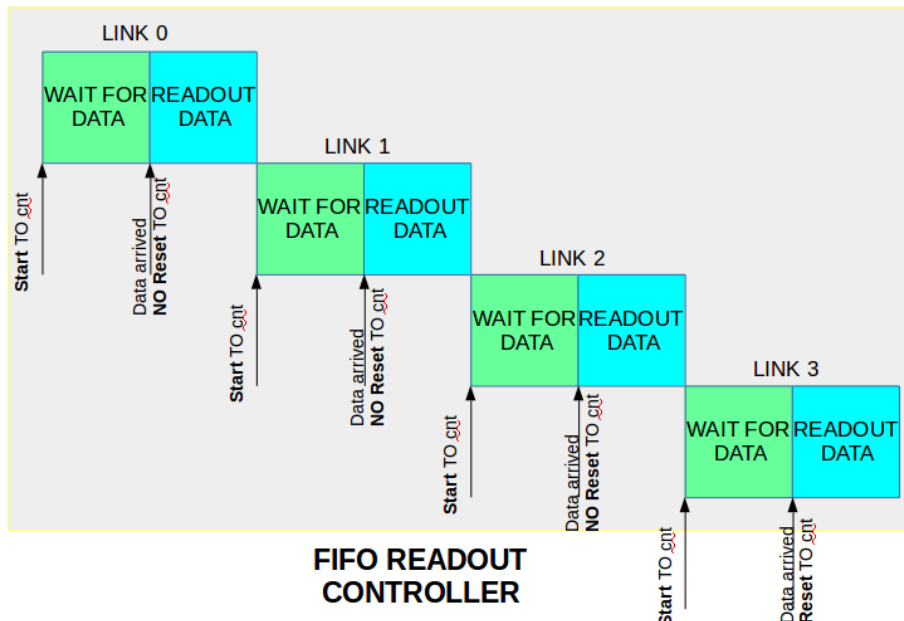 LINK 0
WAIT FOR
DATA
READOUT
DATA
Start TO cnt
Data arrived
NO Reset TO cnt
LINK 1
WAIT FOR
DATA
READOUT
DATA
Start TO cnt
Data arrived
NO Reset TO cnt
LINK 2
WAIT FOR
DATA
READOUT
DATA
Start TO cnt
Data arrived
NO Reset TO cnt
LINK 3
WAIT FOR
DATA
READOUT
DATA
Start TO cnt
Data arrived
Reset TO cnt
FIFO READOUT
CONTROLLER